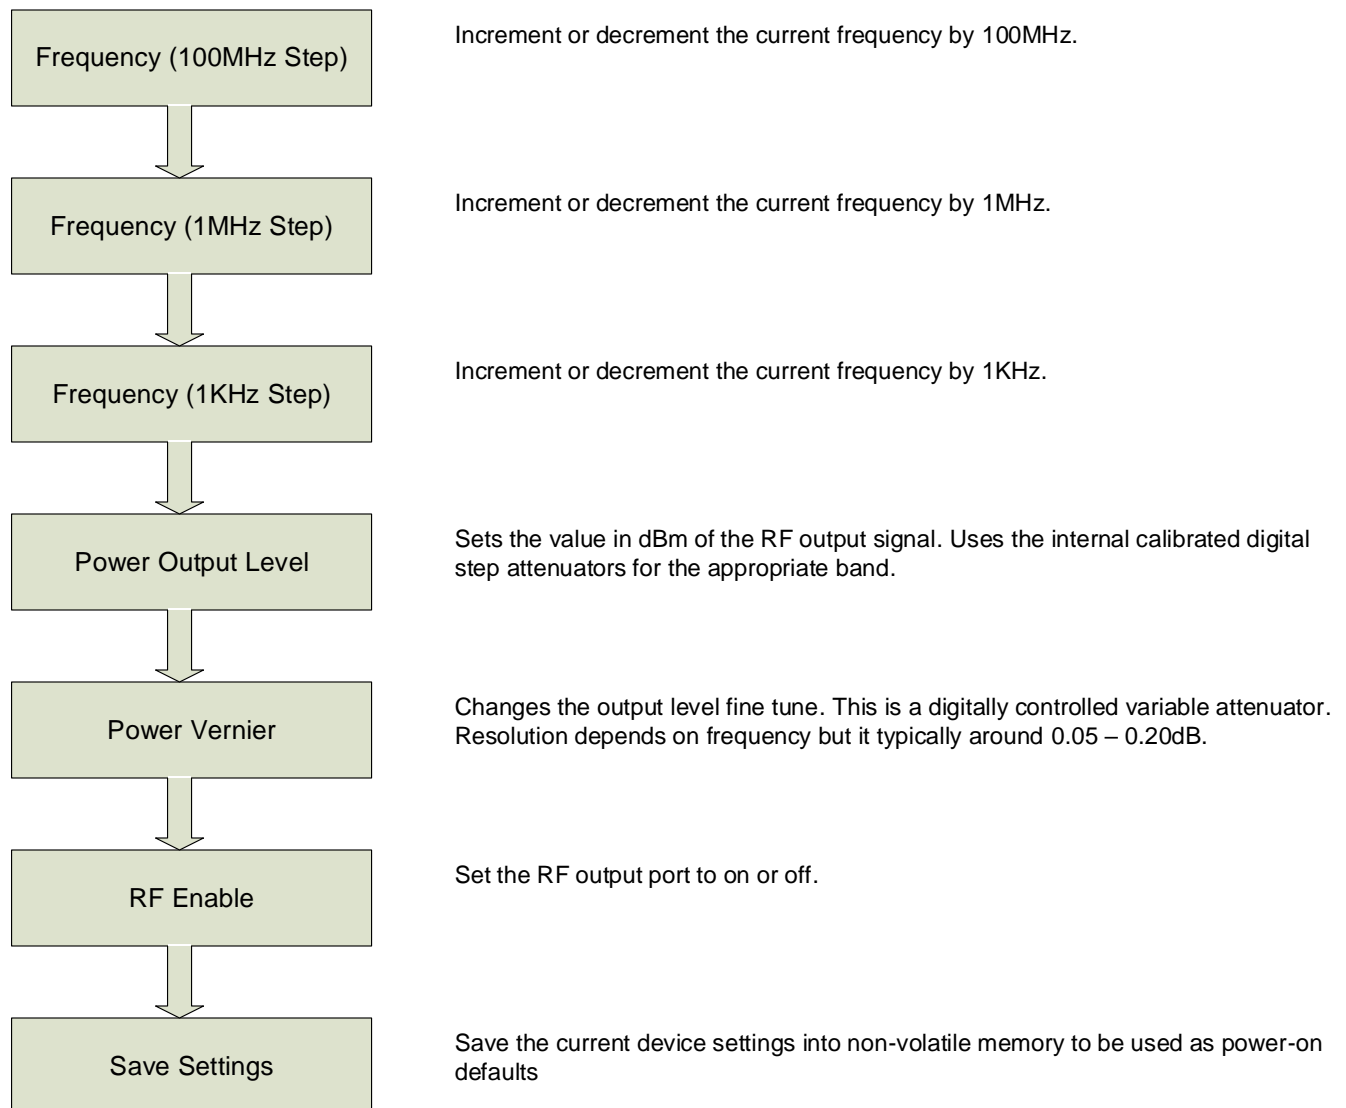 Frequency (100MHz Step)
Increment or decrement the current frequency by 100MHz.
Frequency (1MHz Step)
Increment or decrement the current frequency by 1MHz.
Frequency (1KHz Step)
Increment or decrement the current frequency by 1KHz.
Power Output Level
Sets the value in dBm of the RF output signal. Uses the internal calibrated digital
step attenuators for the appropriate band.
Power Vernier
Changes the output level fine tune. This is a digitally controlled variable attenuator.
Resolution depends on frequency but it typically around 0.05 – 0.20dB.
RF Enable
Set the RF output port to on or off.
Save Settings
Save the current device settings into non-volatile memory to be used as power-on
defaults